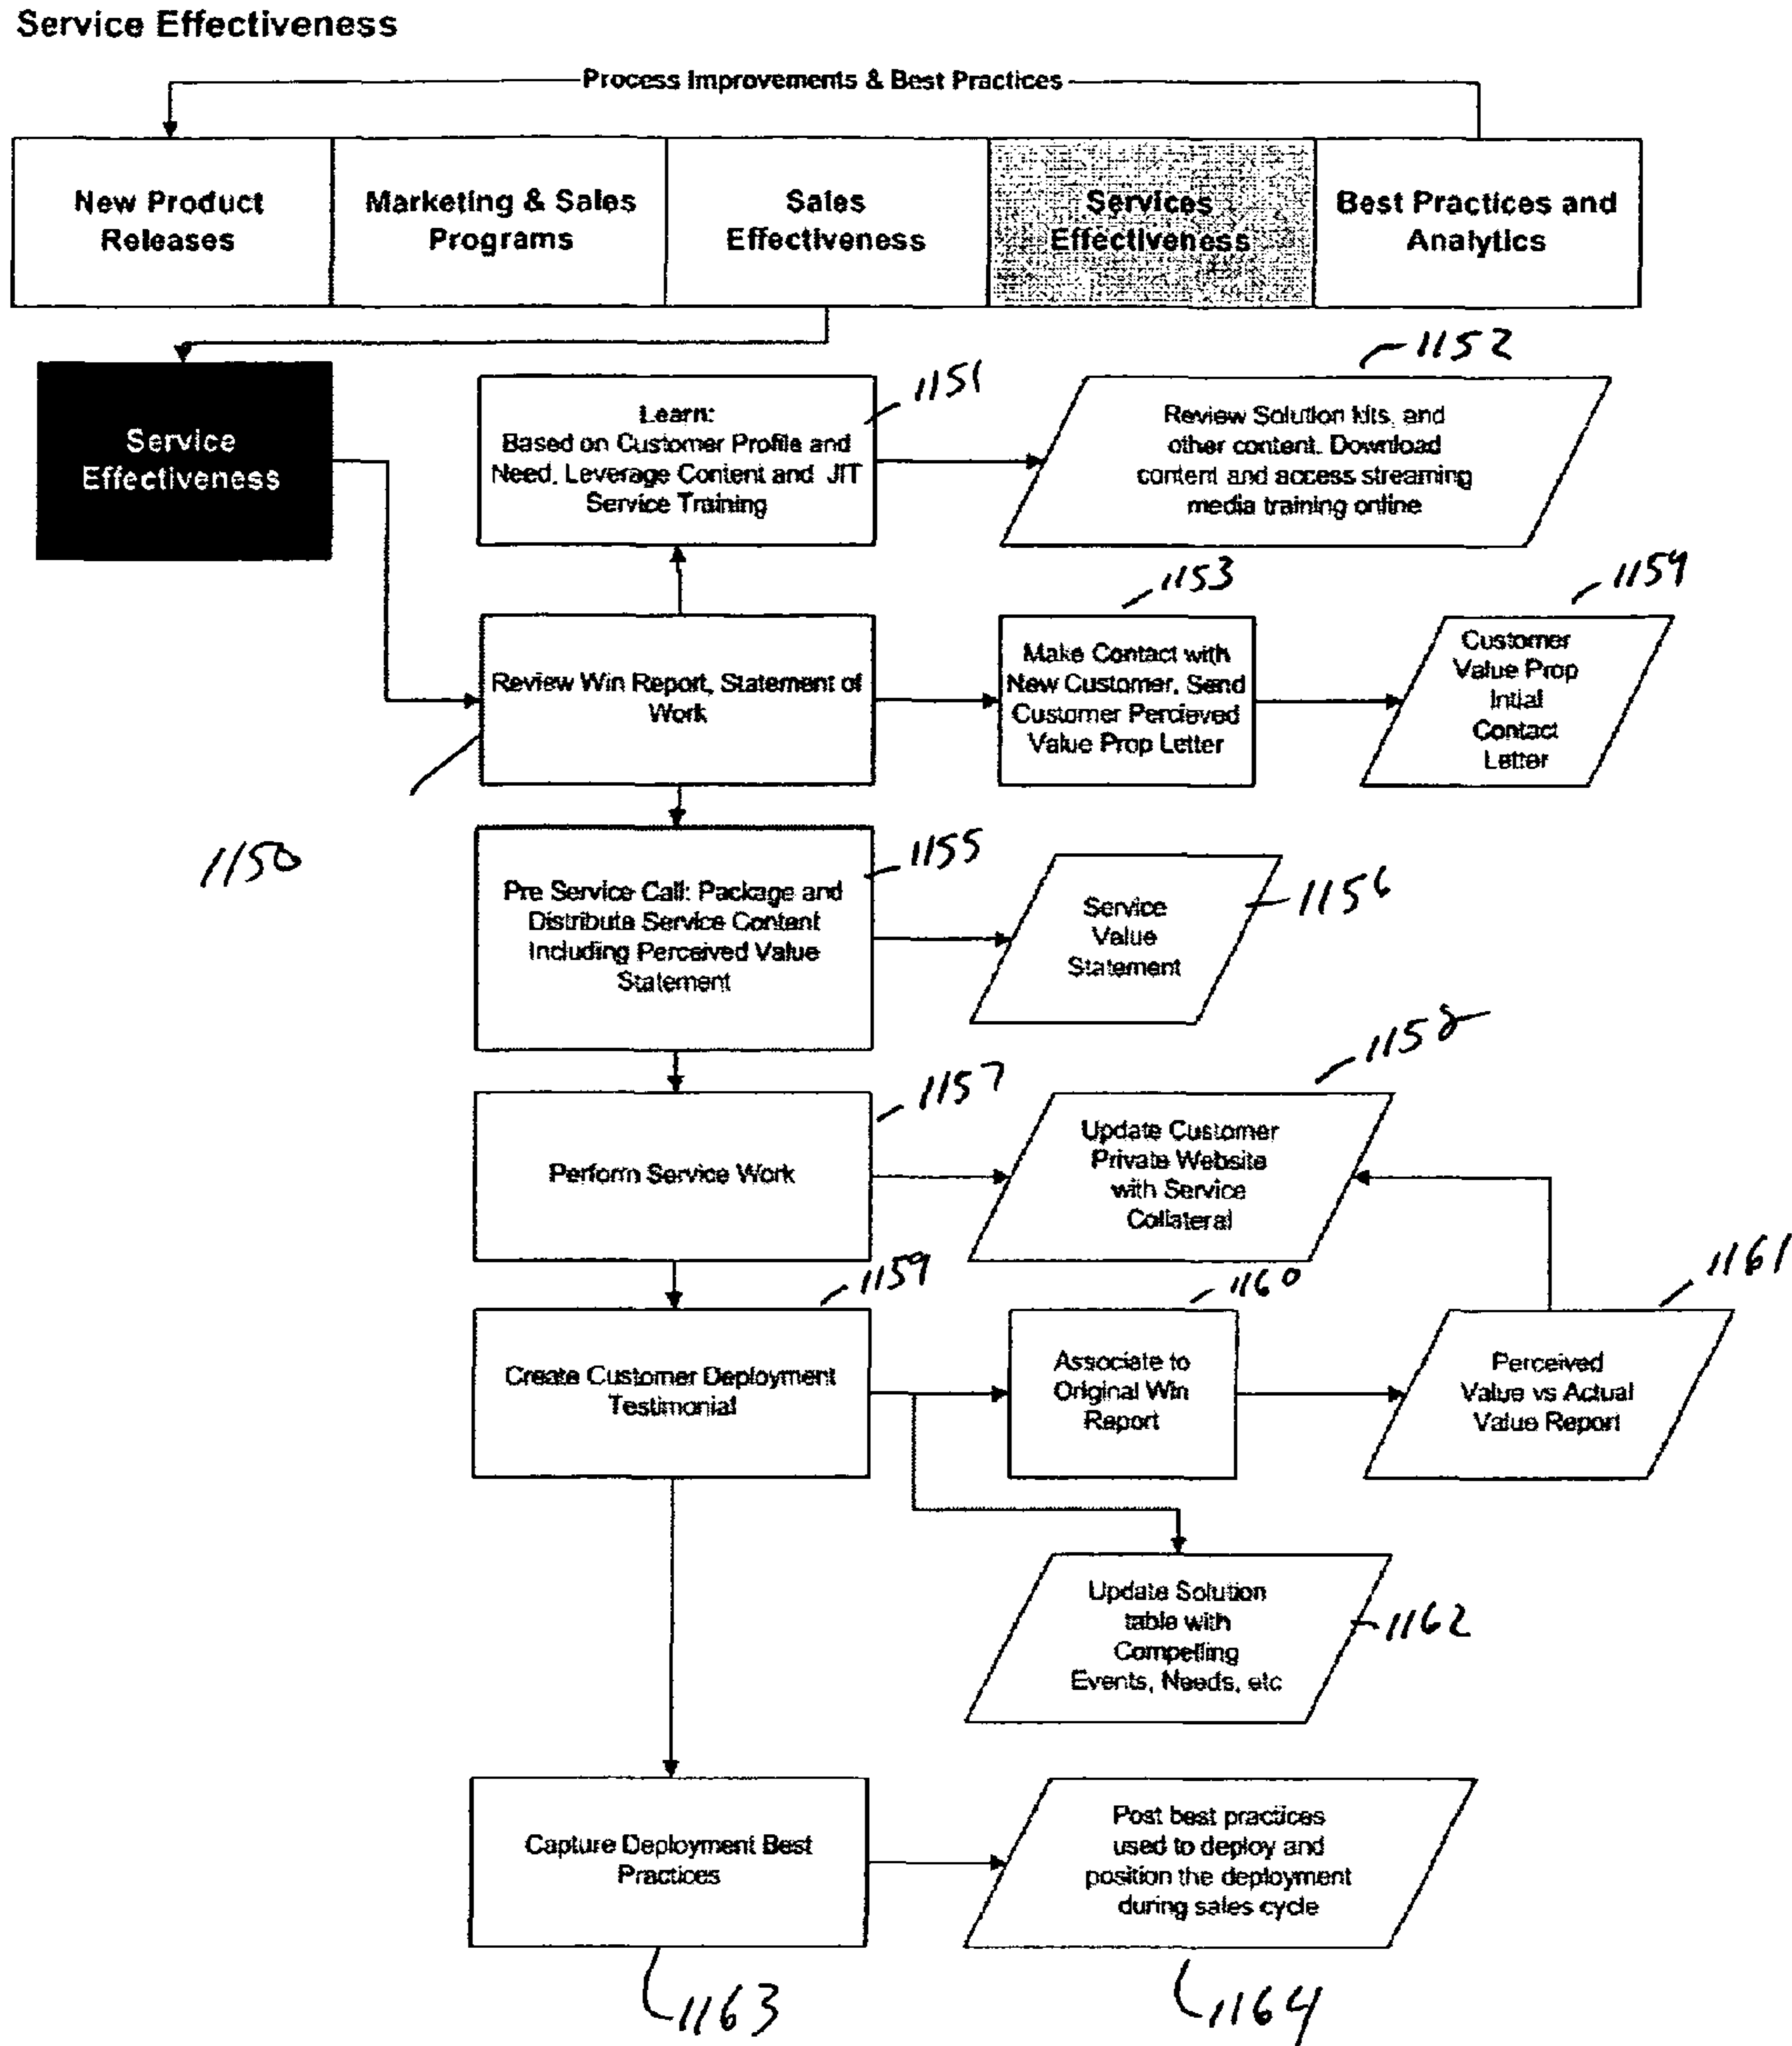 Service Effectiveness
Process Improvements & Best Practices
New Product
Releases
Marketing & Sales
Programs
Sales
Effectiveness
Services
Effectiveness
Best Practices and
Analytics
Service
Effectiveness
Learn:
Based on Customer Profile and
Need, Leverage Content and JIT
Service Training
1151
Review Solution kits, and
other content. Download
content and access streaming
media training online
1152
Review Win Report, Statement of
Work
1150
Make Contact with
New Customer, Send
Customer Percieved
Value Prop Letter
1153
Customer
Value Prop
Intial
Contact
Letter
1154
Pre Service Call: Package and
Distribute Service Content
Including Perceived Value
Statement
1155
Service
Value
Statement
1156
Perform Service Work
1157
Update Customer
Private Website
with Service
Collateral
1158
Create Customer Deployment
Testimonial
1159
Associate to
Original Win
Report
1160
Perceived
Value vs Actual
Value Report
1161
Update Solution
table with
Compelling
Events, Needs, etc
1162
Capture Deployment Best
Practices
1163
Post best practices
used to deploy and
position the deployment
during sales cycle
1164